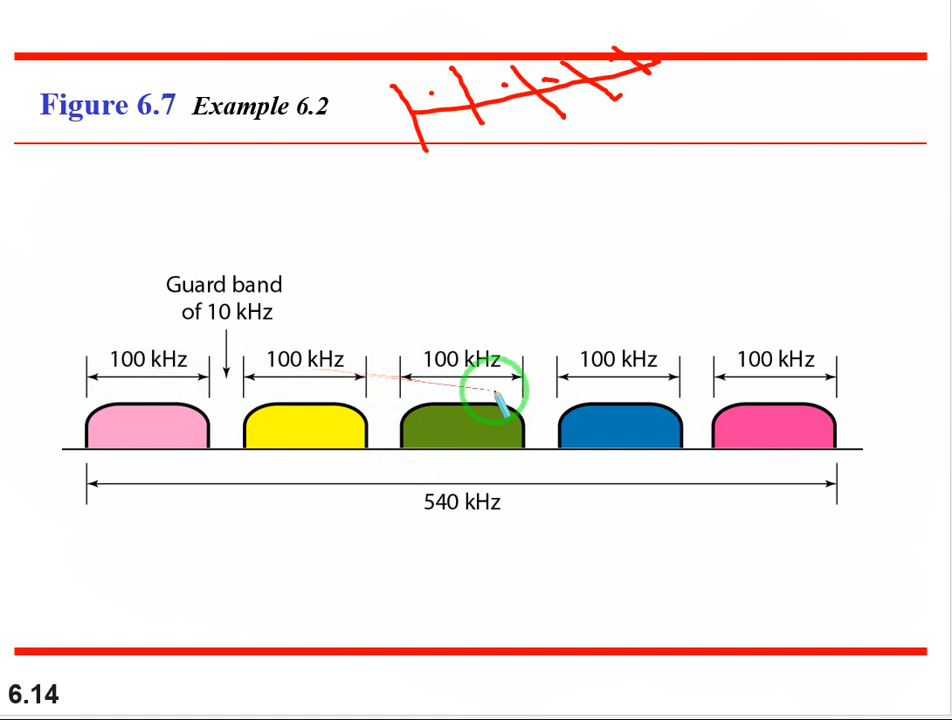 Figure 6.7 Example 6.2
Guard band
of 10 kHz
100 kHz 100 kHz 100 kHz 100 kHz 100 kHz
540 kHz
6.14